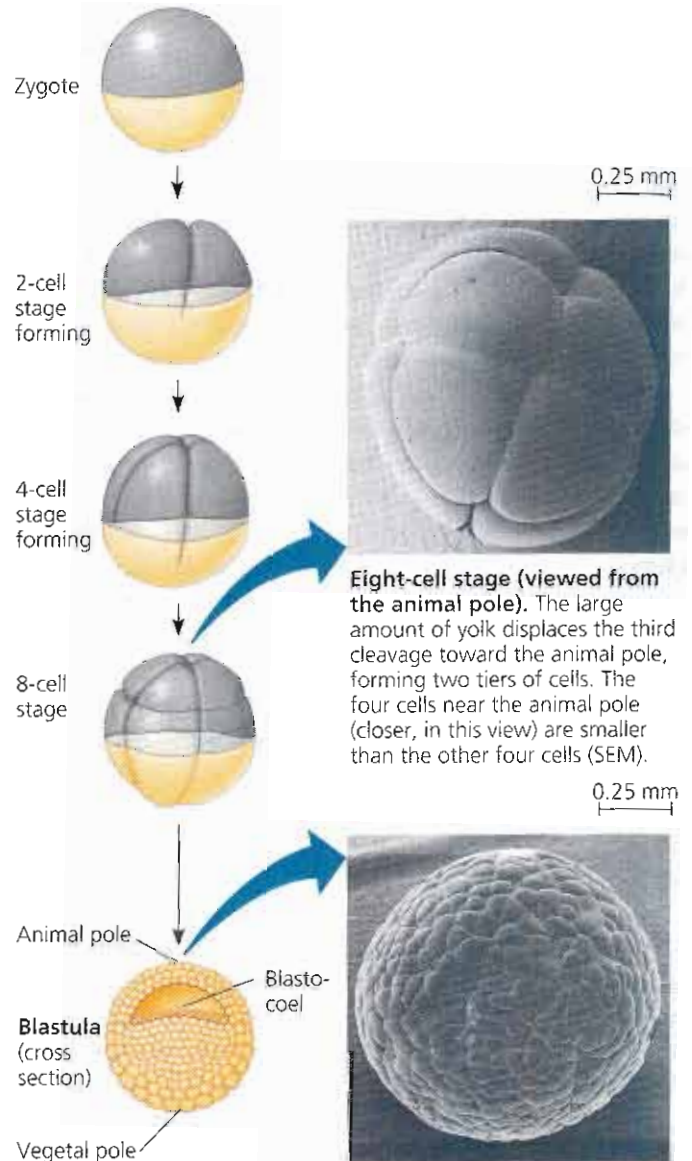 Zygote
0.25 mm
2-cell
stage
forming
4-cell
stage
forming
Eight-cell stage (viewed from
the animal pole). The large
amount of yolk displaces the third
cleavage toward the animal pole,
forming two tiers of cells. The
four cells near the animal pole
(closer, in this view) are smaller
than the other four cells (SEM).
8-cell
stage
0.25 mm
Animal pole
Blasto-
coel
Blastula
(cross
section)
Vegetal pole